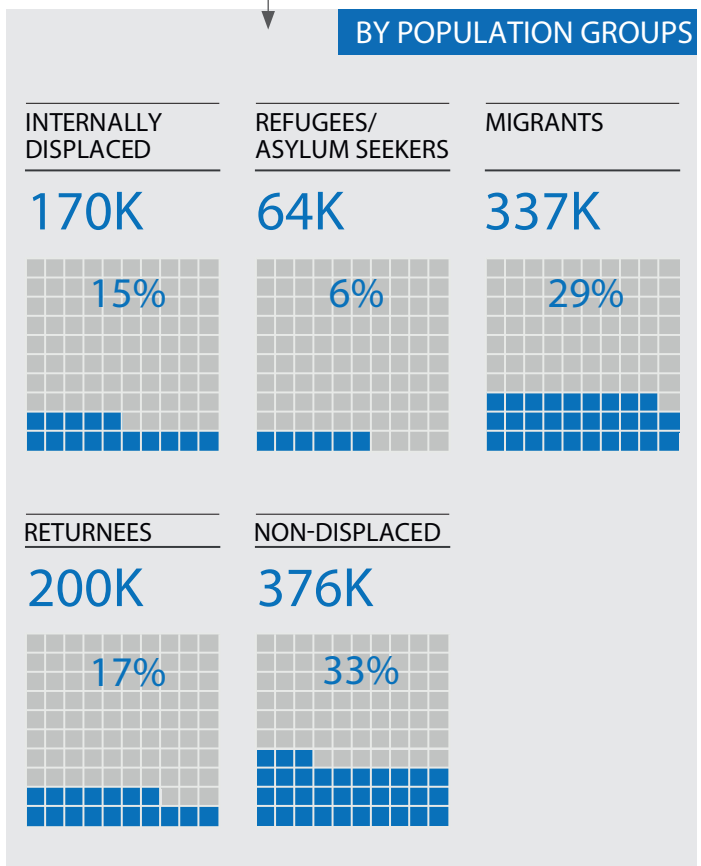 BY POPULATION GROUPS
INTERNALLY
DISPLACED
170K
15%
REFUGEES/
ASYLUM SEEKERS
64K
6%
MIGRANTS
337K
29%
RETURNEES
200K
17%
NON-DISPLACED
376K
33%